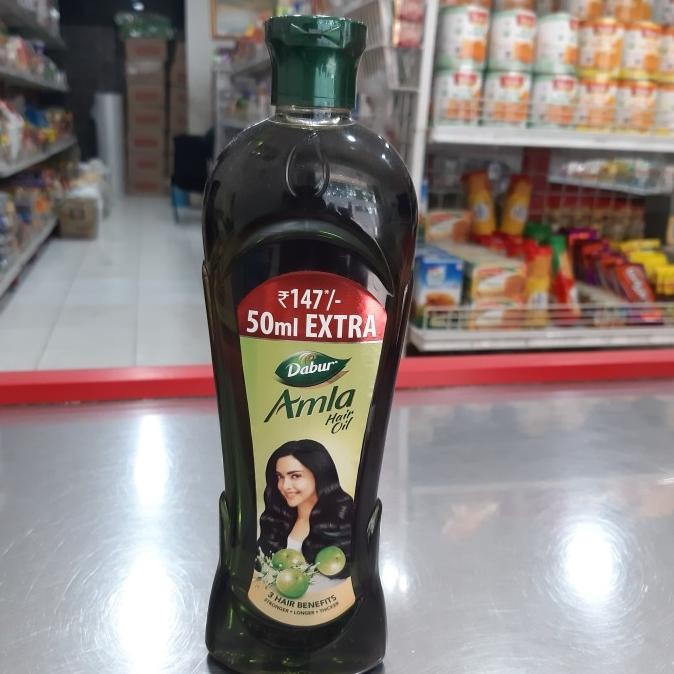 ₹147*/-
50ml EXTRA
Dabur
Amla
Hair
Oil
3 HAIR BENEFITS
STRONGER • LONGER • THICKER